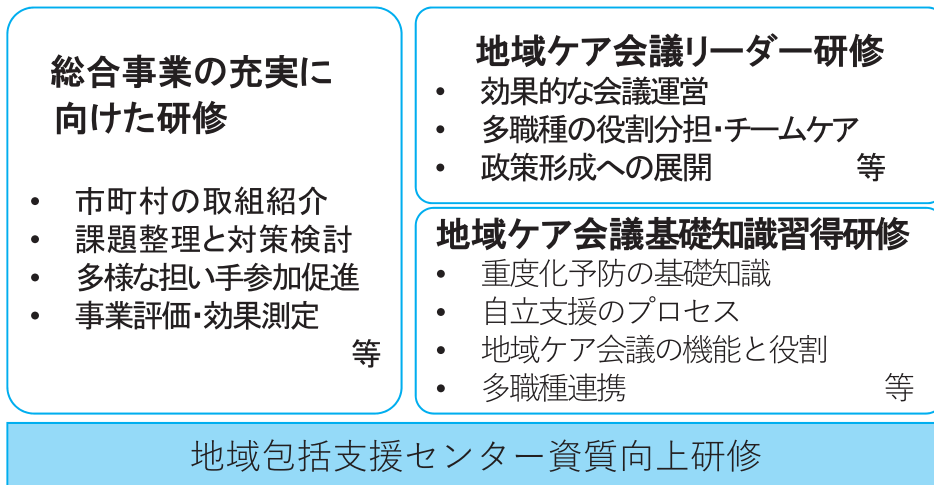 総合事業の充実に
向けた研修
• 市町村の取組紹介
• 課題整理と対策検討
• 多様な担い手参加促進
• 事業評価・効果測定
等
地域ケア会議リーダー研修
• 効果的な会議運営
• 多職種の役割分担・チームケア
• 政策形成への展開 等
地域ケア会議基礎知識習得研修
• 重度化予防の基礎知識
• 自立支援のプロセス
• 地域ケア会議の機能と役割
• 多職種連携 等
地域包括支援センター資質向上研修